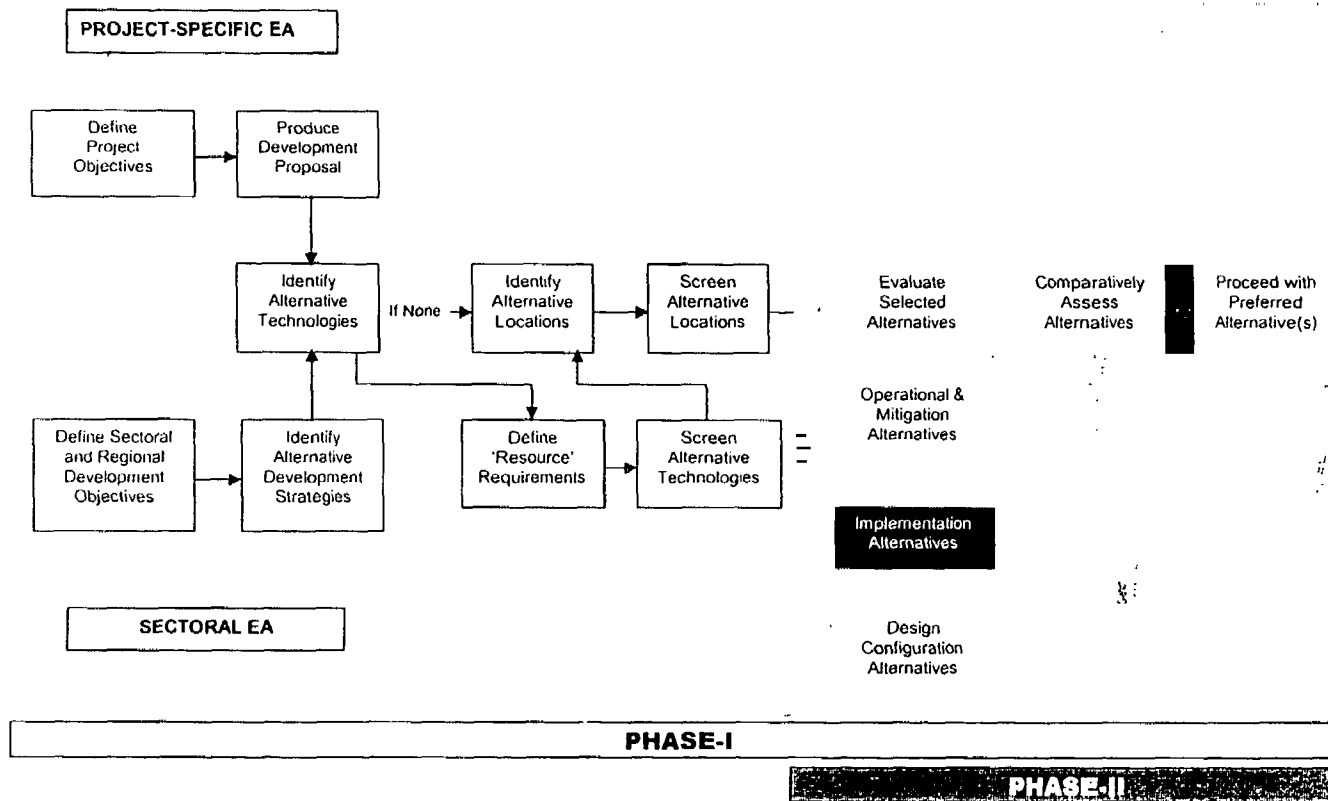 PROJECT-SPECIFIC EA
Define
Project
Objectives
Produce
Development
Proposal
Identify
Alternative
Technologies
If None
Identify
Alternative
Locations
Screen
Alternative
Locations
Evaluate
Selected
Alternatives
Comparatively
Assess
Alternatives
Proceed with
Preferred
Alternative(s)
Define Sectoral
and Regional
Development
Objectives
Identify
Alternative
Development
Strategies
Define
'Resource'
Requirements
Screen
Alternative
Technologies
Operational &
Mitigation
Alternatives
Implementation
Alternatives
Design
Configuration
Alternatives
SECTORAL EA
PHASE-I
PHASE-II